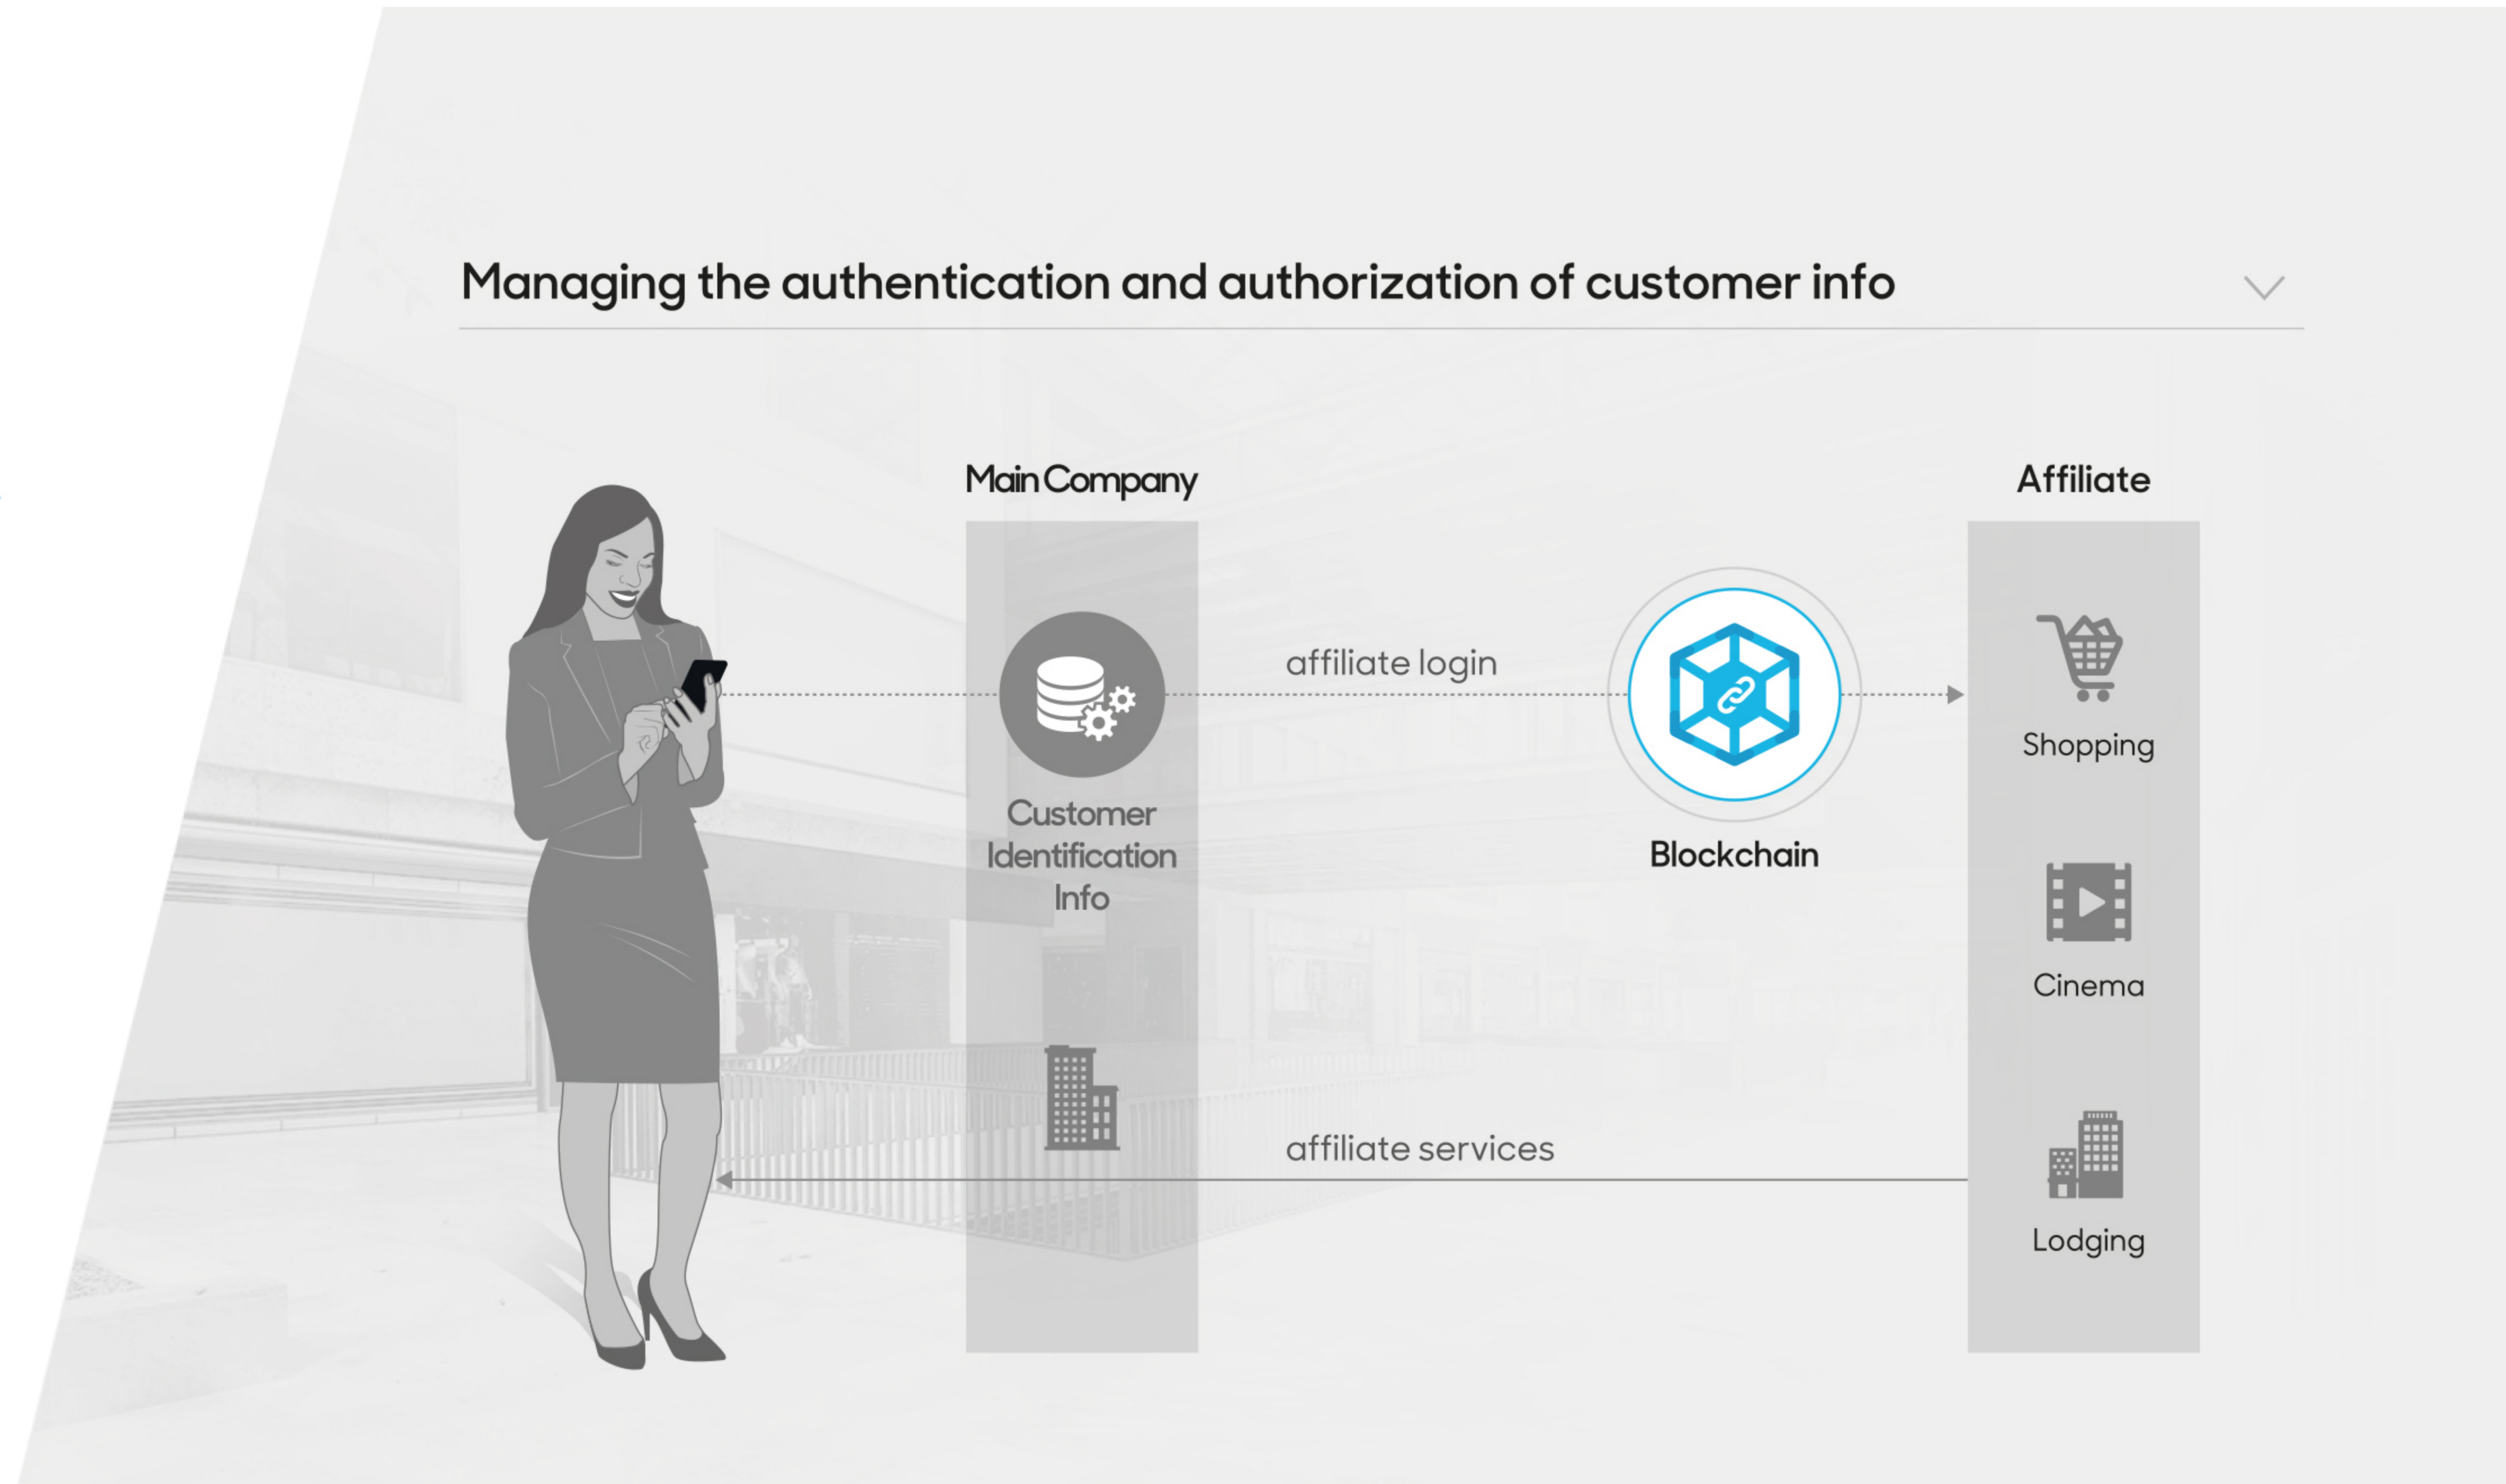 Managing the authentication and authorization of customer info
Main Company
Affiliate
affiliate login
Shopping
Customer
Identification
Info
Blockchain
Cinema
affiliate services
Lodging